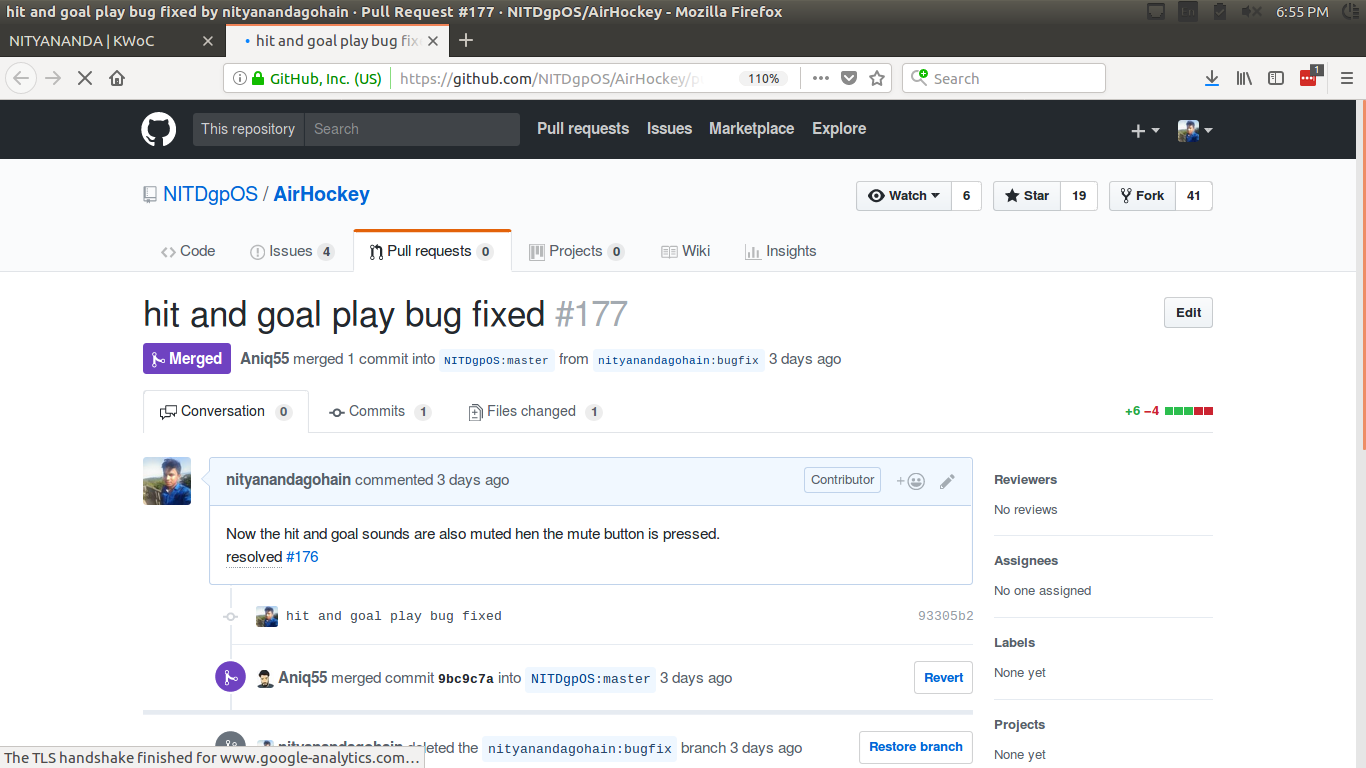 hit and goal play bug fixed by nityanandagohain · Pull Request #177 · NITDgpOS/AirHockey - Mozilla Firefox
En
6:55 PM
NITYANANDA | KWoC
hit and goal play bug fix
GitHub, Inc. (US)
https://github.com/NITDgpOS/AirHockey/p
110%
Search
1
This repository
Search
Pull requests
Issues
Marketplace
Explore
NITDgpOS / AirHockey
Watch 6
Star 19
Fork 41
Code
Issues 4
Pull requests 0
Projects 0
Wiki
Insights
hit and goal play bug fixed #177
Edit
Merged
Aniq55 merged 1 commit into NITDgpOS:master from nityanandagohain:bugfix 3 days ago
Conversation 0
Commits 1
Files changed 1
+6 −4
nityanandagohain commented 3 days ago
Contributor
Now the hit and goal sounds are also muted hen the mute button is pressed.
resolved #176
hit and goal play bug fixed
93305b2
Aniq55 merged commit 9bc9c7a into NITDgpOS:master 3 days ago
Revert
nityanandagohain deleted the nityanandagohain:bugfix branch 3 days ago
Restore branch
Reviewers
No reviews
Assignees
No one assigned
Labels
None yet
Projects
None yet
The TLS handshake finished for www.google-analytics.com…